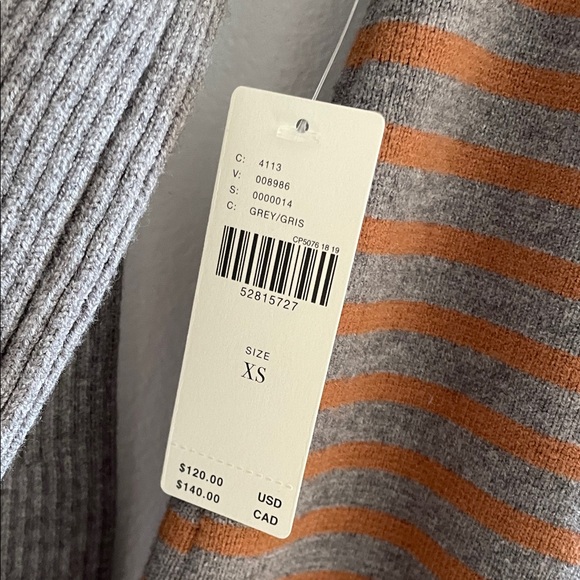 C: 4113
V: 008986
S: 0000014
C: GREY/GRIS
CP5076 18 19
52815727
SIZE
XS
$120.00 USD
$140.00 CAD